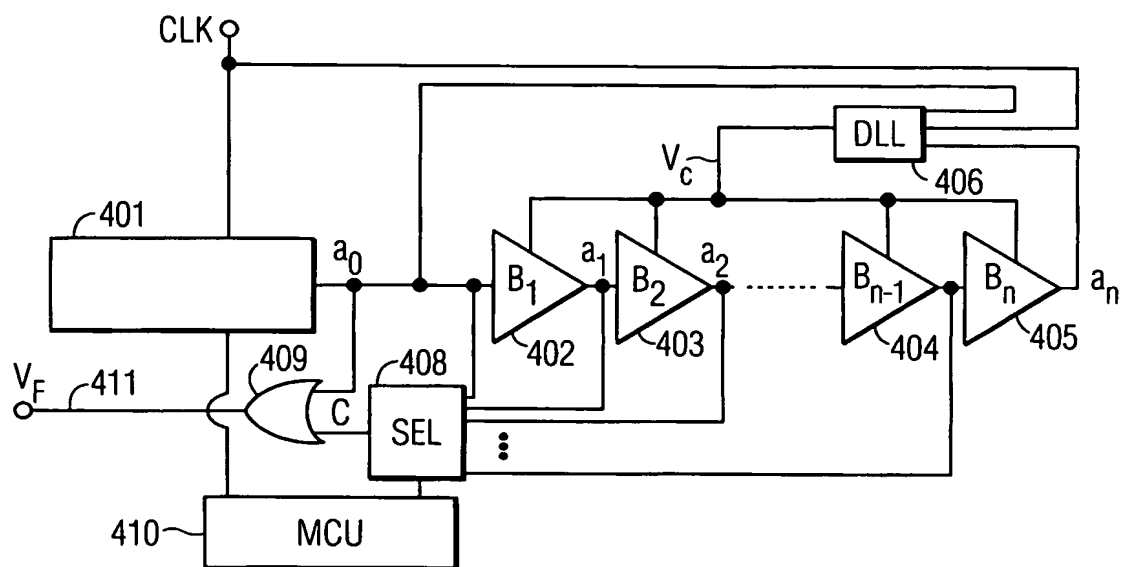 CLK
DLL
V_c
406
401
a_0
B_1
a_1
B_2
a_2
B_{n-1}
B_n
a_n
402
403
404
405
V_F
411
409
408
C
SEL
410
MCU